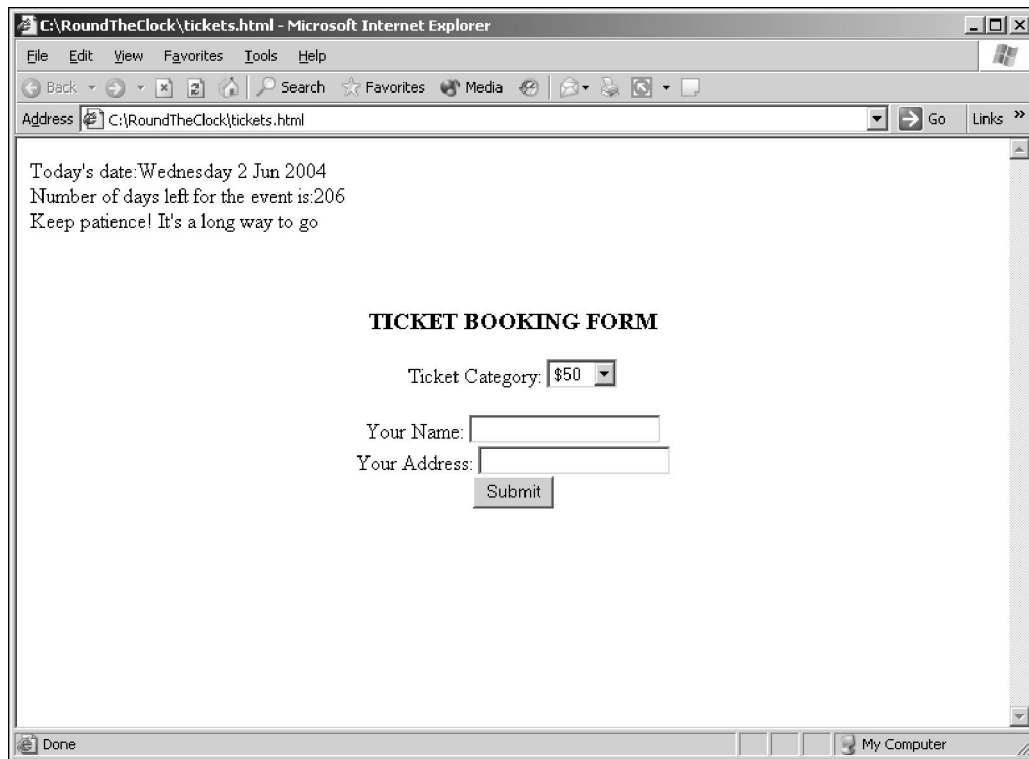 C:\RoundTheClock\tickets.html - Microsoft Internet Explorer
File Edit View Favorites Tools Help
Back Search Favorites Media
Address C:\RoundTheClock\tickets.html Go Links »
Today's date:Wednesday 2 Jun 2004
Number of days left for the event is:206
Keep patience! It's a long way to go
TICKET BOOKING FORM
Ticket Category: $50
Your Name:
Your Address:
Submit
Done My Computer